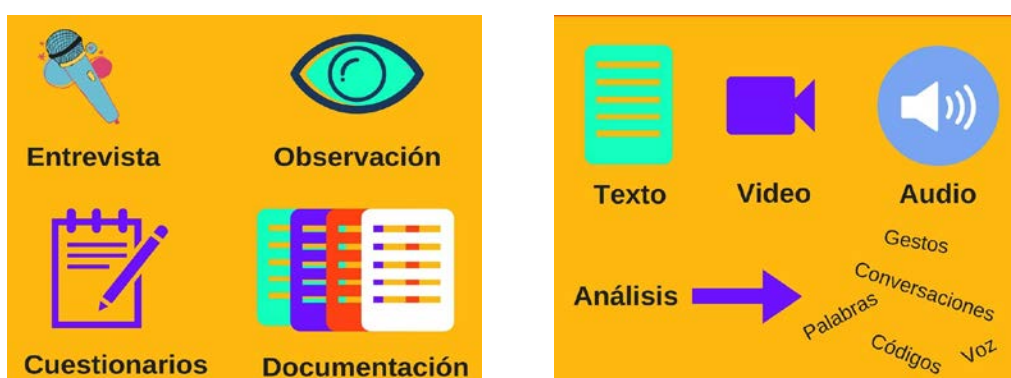 Entrevista
Observación
Cuestionarios
Documentación
Texto
Video
Audio
Análisis
Gestos
Conversaciones
Palabras
Códigos
Voz